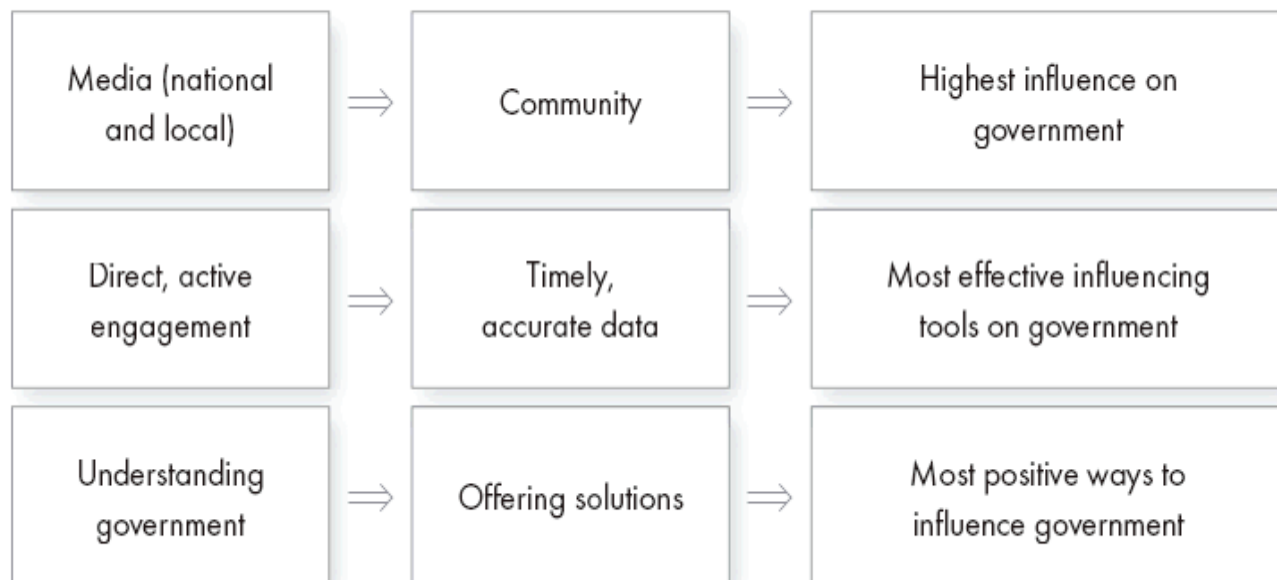 Media (national
and local)
Community
Highest influence on
government
Direct, active
engagement
Timely,
accurate data
Most effective influencing
tools on government
Understanding
government
Offering solutions
Most positive ways to
influence government